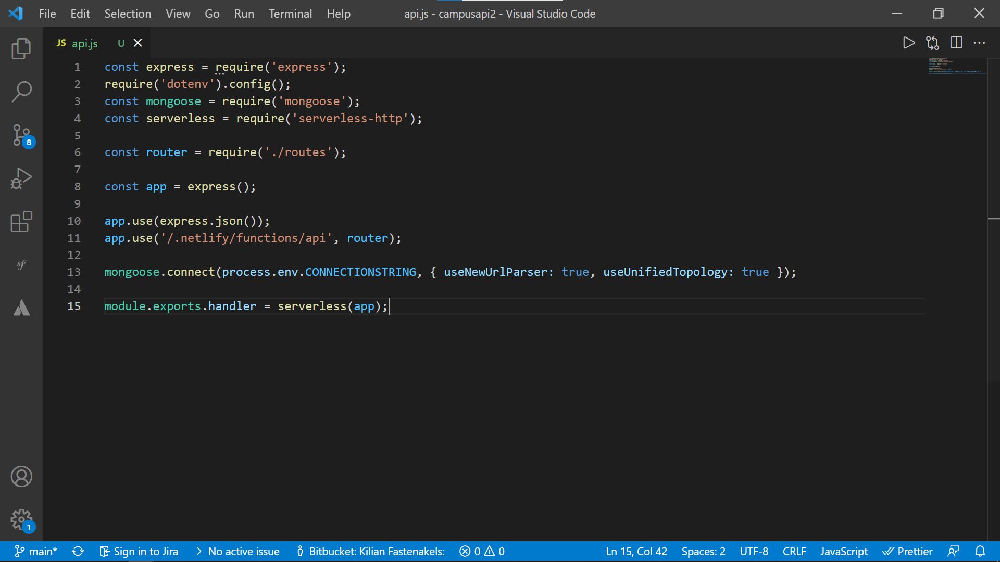 File Edit Selection View Go Run Terminal Help api.js - campusapi2 - Visual Studio Code
JS api.js U
1 const express = require('express');
2 require('dotenv').config();
3 const mongoose = require('mongoose');
4 const serverless = require('serverless-http');
5
6 const router = require('./routes');
7
8 const app = express();
9
10 app.use(express.json());
11 app.use('/.netlify/functions/api', router);
12
13 mongoose.connect(process.env.CONNECTIONSTRING, { useNewUrlParser: true, useUnifiedTopology: true });
14
15 module.exports.handler = serverless(app);
8
sf
1
main* Sign in to Jira No active issue Bitbucket: Kilian Fastenakels: 0 0 Ln 15, Col 42 Spaces: 2 UTF-8 CRLF JavaScript Prettier